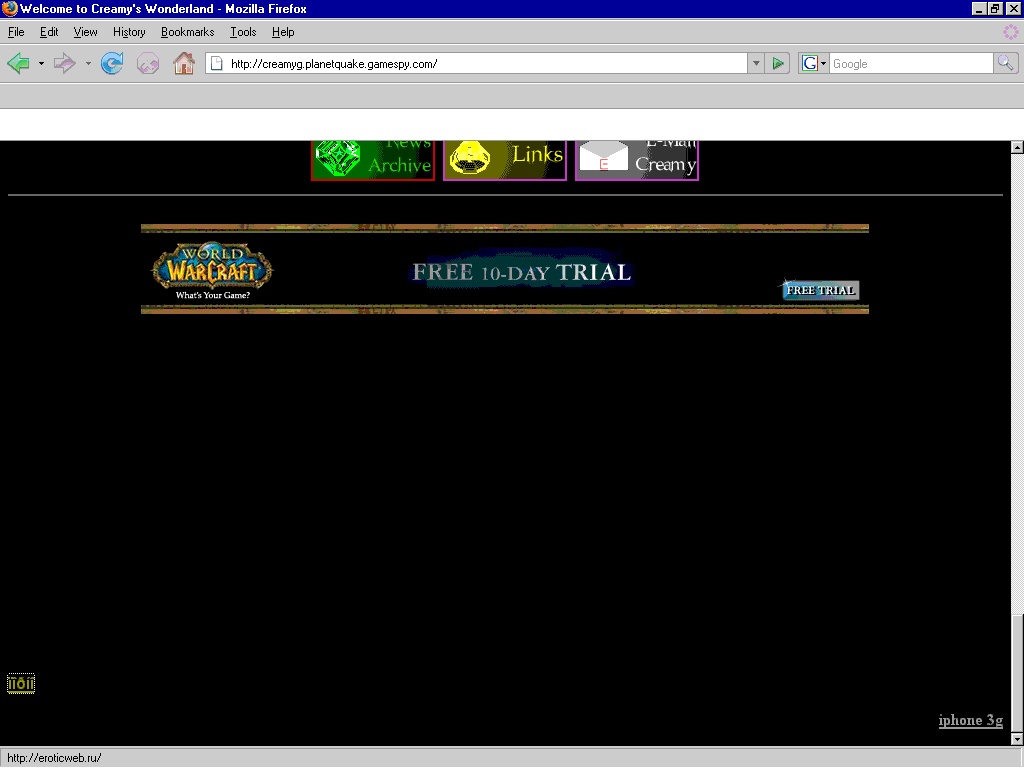 Welcome to Creamy's Wonderland - Mozilla Firefox
File Edit View History Bookmarks Tools Help
http://creamyg.planetquake.gamespy.com/
G Google
News
Archive
Links
E-Mail
Creamy
E
WORLD
WARCRAFT
What's Your Game?
FREE 10-DAY TRIAL
FREE TRIAL
iphone 3g
http://eroticweb.ru/